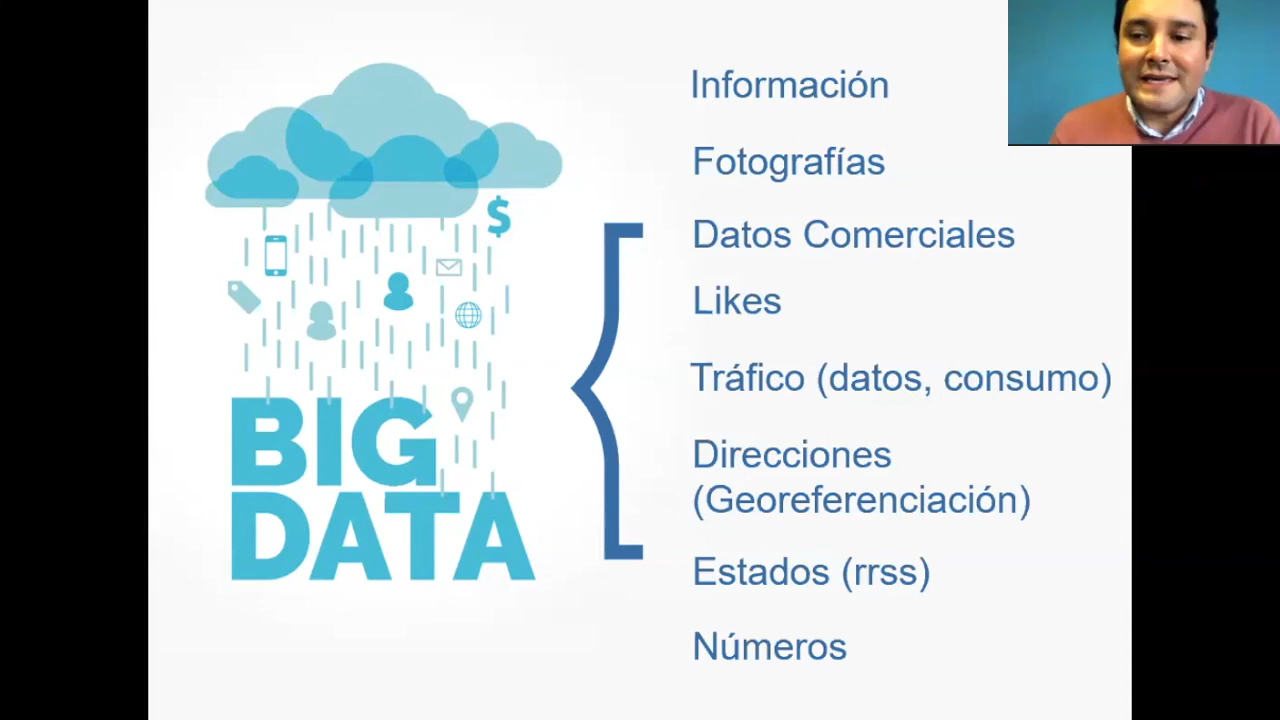 BIG
DATA
Información
Fotografías
Datos Comerciales
Likes
Tráfico (datos, consumo)
Direcciones
(Georeferenciación)
Estados (rrss)
Números
$